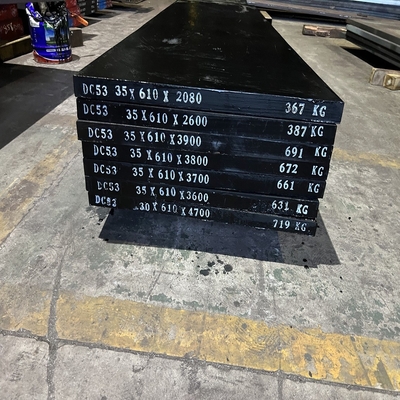 DC53 35 X 610 X 2080 367 KG
DC53 35 X 610 X 2600 387 KG
DC53 35 X 610 X 3900 691 KG
DC53 35 X 610 X 3800 672 KG
DC53 35 X 610 X 3700 661 KG
DC53 35 X 610 X 3600 631 KG
DC53 30 X 610 X 4700 719 KG